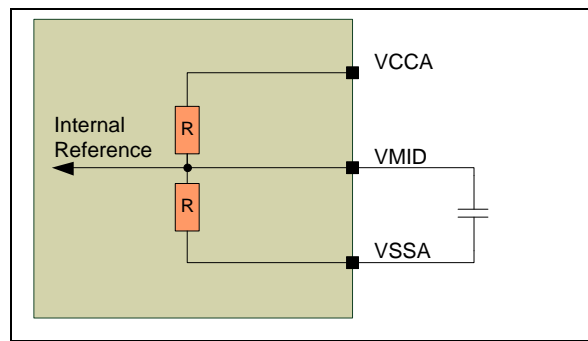 VCCA
Internal
Reference
R
VMID
R
VSSA